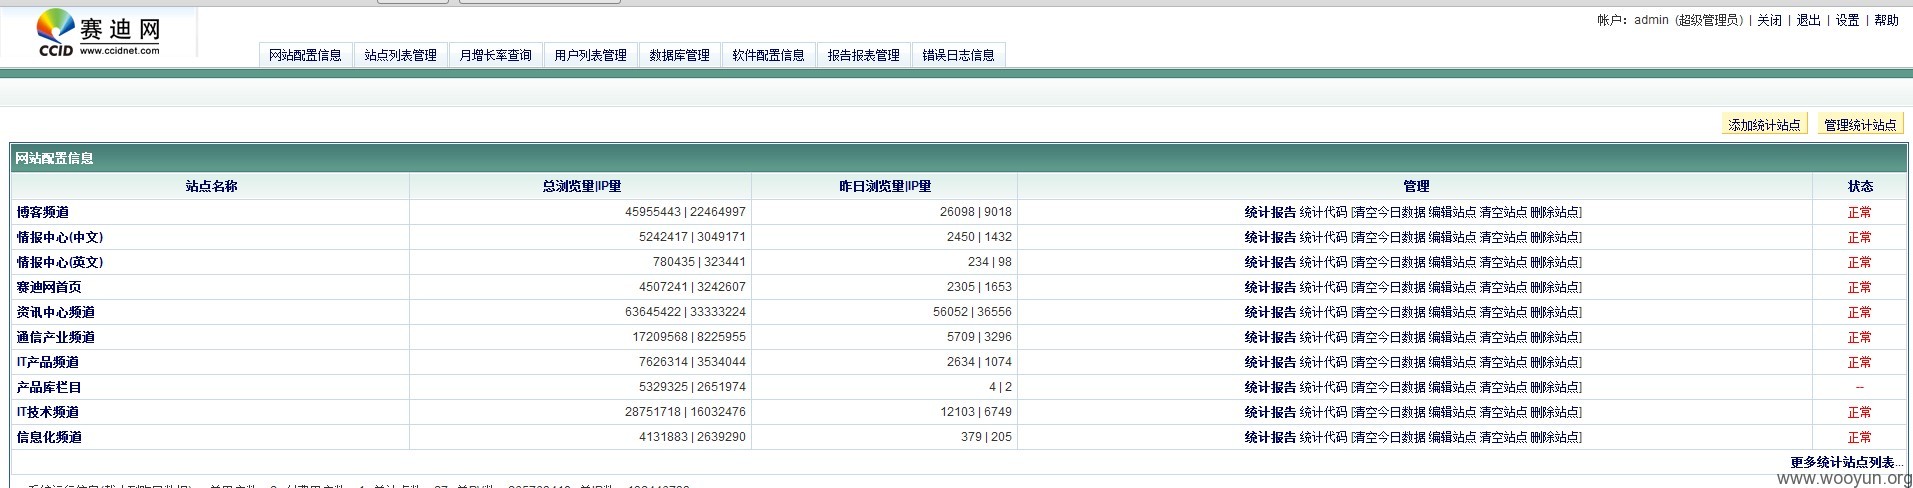 赛迪网
CCID www.ccidnet.com
帐户：admin (超级管理员) | 关闭 | 退出 | 设置 | 帮助
网站配置信息 站点列表管理 月增长率查询 用户列表管理 数据库管理 软件配置信息 报告报表管理 错误日志信息
添加统计站点 管理统计站点
网站配置信息
站点名称 总浏览量|IP量 昨日浏览量|IP量 管理 状态
博客频道 45955443 | 22464997 26098 | 9018 统计报告 统计代码 [清空今日数据 编辑站点 清空站点 删除站点] 正常
情报中心(中文) 5242417 | 3049171 2450 | 1432 统计报告 统计代码 [清空今日数据 编辑站点 清空站点 删除站点] 正常
情报中心(英文) 780435 | 323441 234 | 98 统计报告 统计代码 [清空今日数据 编辑站点 清空站点 删除站点] 正常
赛迪网首页 4507241 | 3242607 2305 | 1653 统计报告 统计代码 [清空今日数据 编辑站点 清空站点 删除站点] 正常
资讯中心频道 63645422 | 33333224 56052 | 36556 统计报告 统计代码 [清空今日数据 编辑站点 清空站点 删除站点] 正常
通信产业频道 17209568 | 8225955 5709 | 3296 统计报告 统计代码 [清空今日数据 编辑站点 清空站点 删除站点] 正常
IT产品频道 7626314 | 3534044 2634 | 1074 统计报告 统计代码 [清空今日数据 编辑站点 清空站点 删除站点] 正常
产品库栏目 5329325 | 2651974 4 | 2 统计报告 统计代码 [清空今日数据 编辑站点 清空站点 删除站点] --
IT技术频道 28751718 | 16032476 12103 | 6749 统计报告 统计代码 [清空今日数据 编辑站点 清空站点 删除站点] 正常
信息化频道 4131883 | 2639290 379 | 205 统计报告 统计代码 [清空今日数据 编辑站点 清空站点 删除站点] 正常
更多统计站点列表...
www.wooyun.org